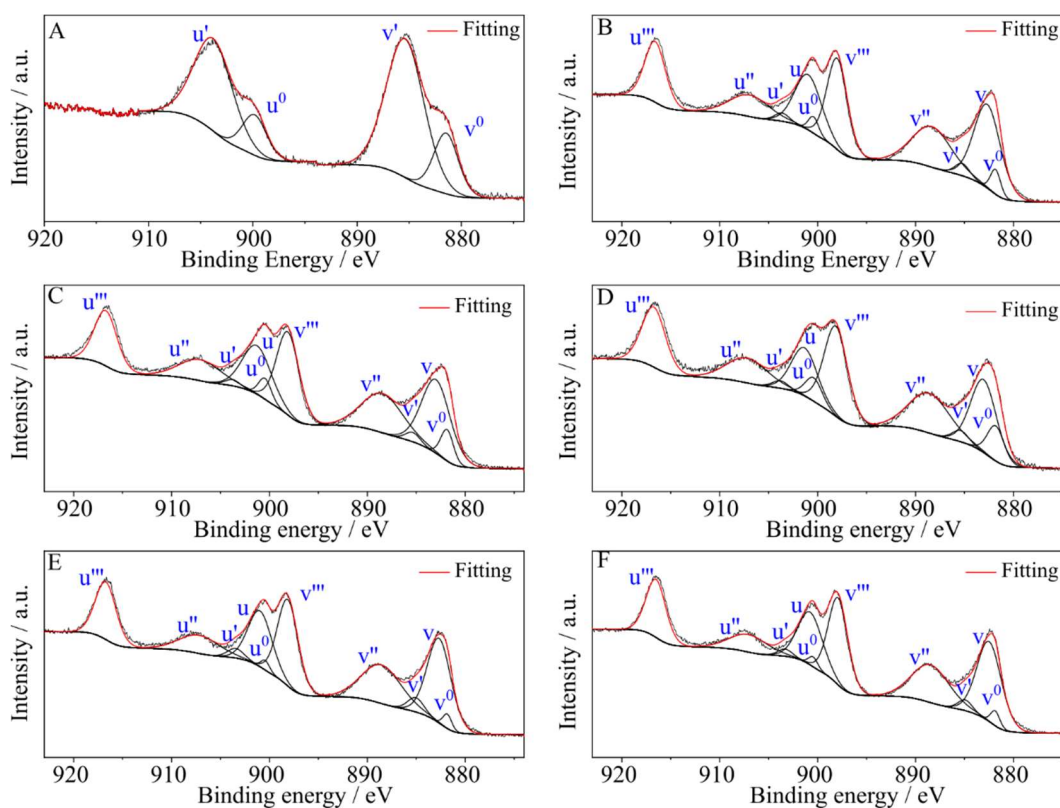 A
Fitting
u'
u⁰
v'
v⁰
Intensity / a.u.
920 910 900 890 880
Binding Energy / eV
B
Fitting
u'''
u''
u'
u
u⁰
v'''
v''
v'
v
v⁰
Intensity / a.u.
920 910 900 890 880
Binding Energy / eV
C
Fitting
u'''
u''
u'
u
u⁰
v'''
v''
v'
v
v⁰
Intensity / a.u.
920 910 900 890 880
Binding energy / eV
D
Fitting
u'''
u''
u'
u
u⁰
v'''
v''
v'
v
v⁰
Intensity / a.u.
920 910 900 890 880
Binding energy / eV
E
Fitting
u'''
u''
u'
u
u⁰
v'''
v''
v'
v
v⁰
Intensity / a.u.
920 910 900 890 880
Binding energy / eV
F
Fitting
u'''
u''
u'
u
u⁰
v'''
v''
v'
v
v⁰
Intensity / a.u.
920 910 900 890 880
Binding energy / eV